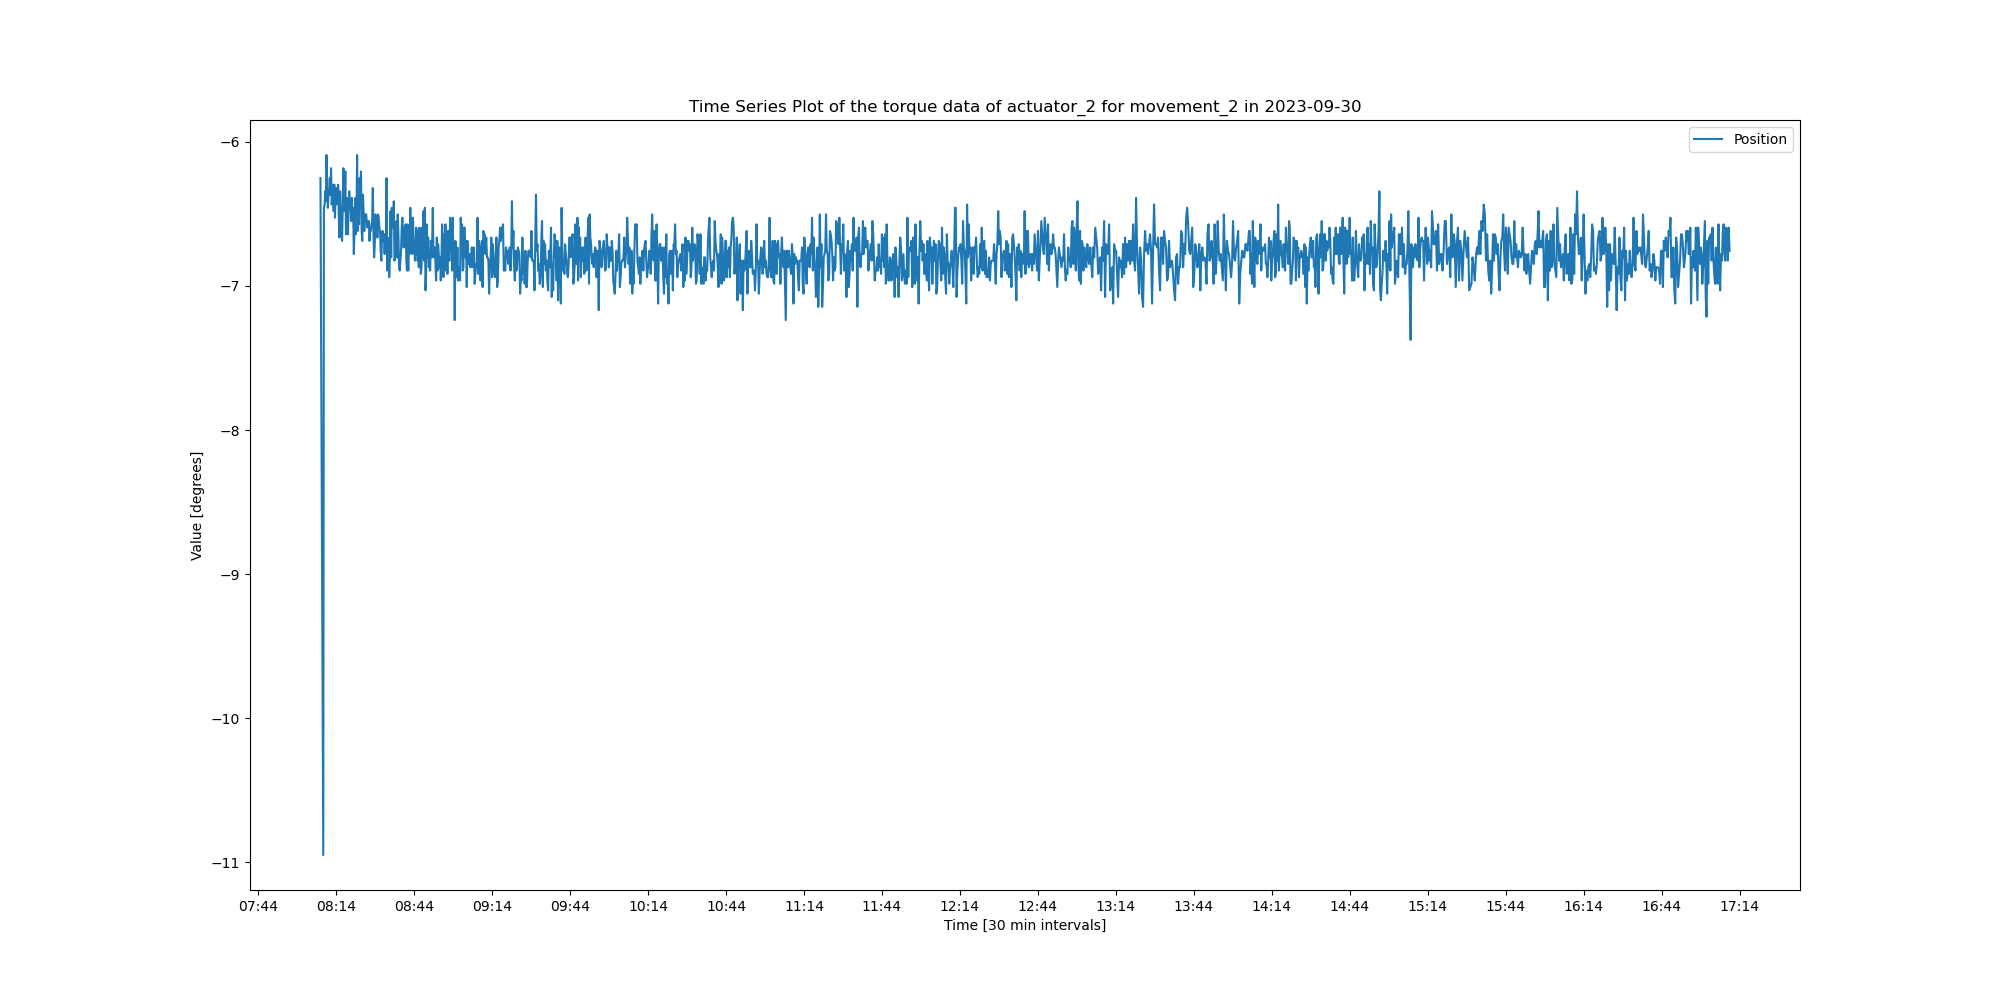 Time Series Plot of the torque data of actuator_2 for movement_2 in 2023-09-30
Position
−6
−7
−8
−9
−10
−11
Value [degrees]
07:44 08:14 08:44 09:14 09:44 10:14 10:44 11:14 11:44 12:14 12:44 13:14 13:44 14:14 14:44 15:14 15:44 16:14 16:44 17:14
Time [30 min intervals]